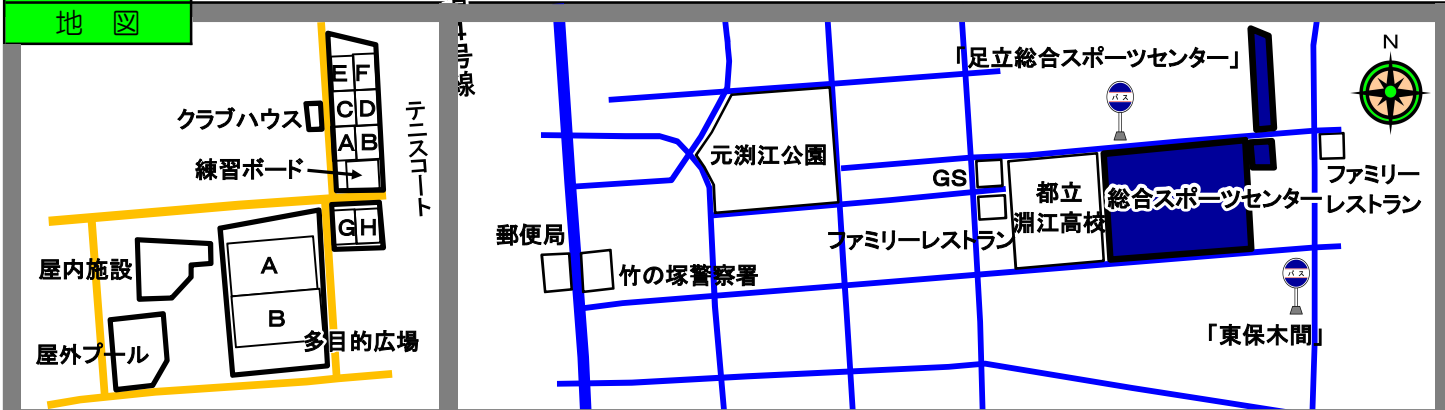 地 図
E F
C D
A B
クラブハウス
練習ボード
テニスコート
G H
屋内施設
A
B
屋外プール
多目的広場
号線
「足立総合スポーツセンター」
バス
N
元渕江公園
GS
都立
淵江高校
総合スポーツセンター
ファミリー
レストラン
ファミリーレストラン
郵便局
竹の塚警察署
バス
「東保木間」